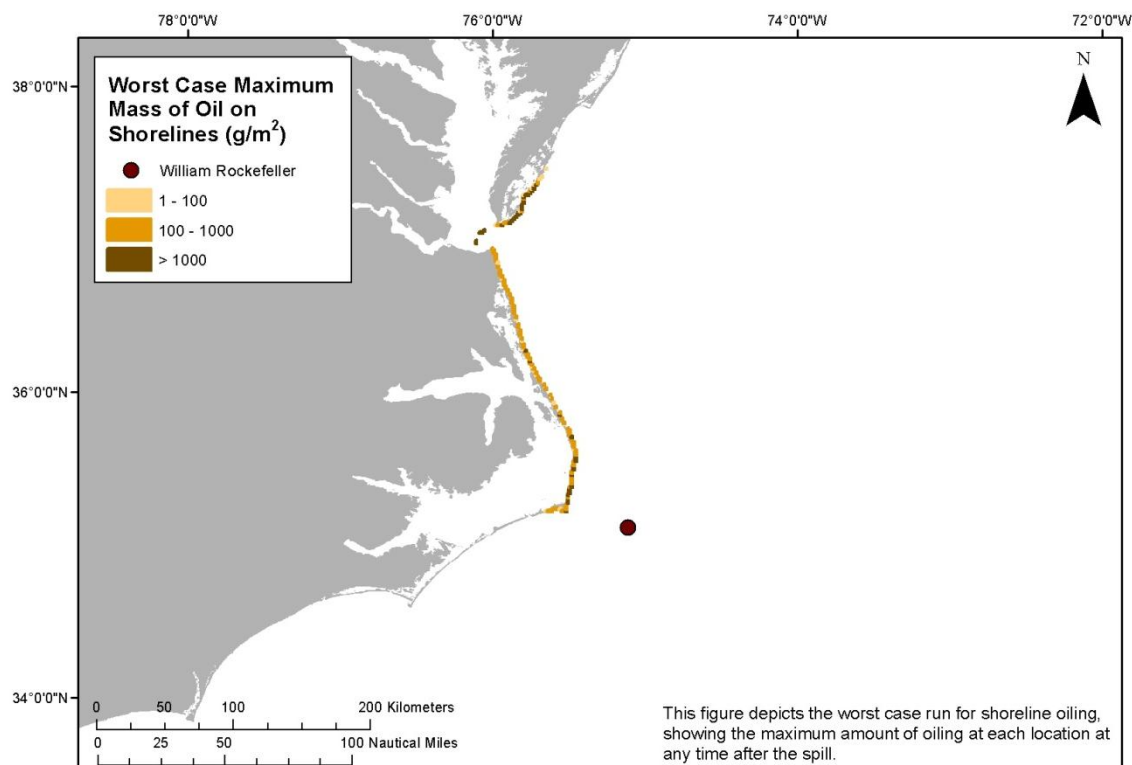 78°0'0"W 76°0'0"W 74°0'0"W 72°0'0"W
N
38°0'0"N
Worst Case Maximum
Mass of Oil on
Shorelines (g/m²)
William Rockefeller
1 - 100
100 - 1000
> 1000
36°0'0"N
34°0'0"N
0 50 100 200 Kilometers
0 25 50 100 Nautical Miles
This figure depicts the worst case run for shoreline oiling,
showing the maximum amount of oiling at each location at
any time after the spill.